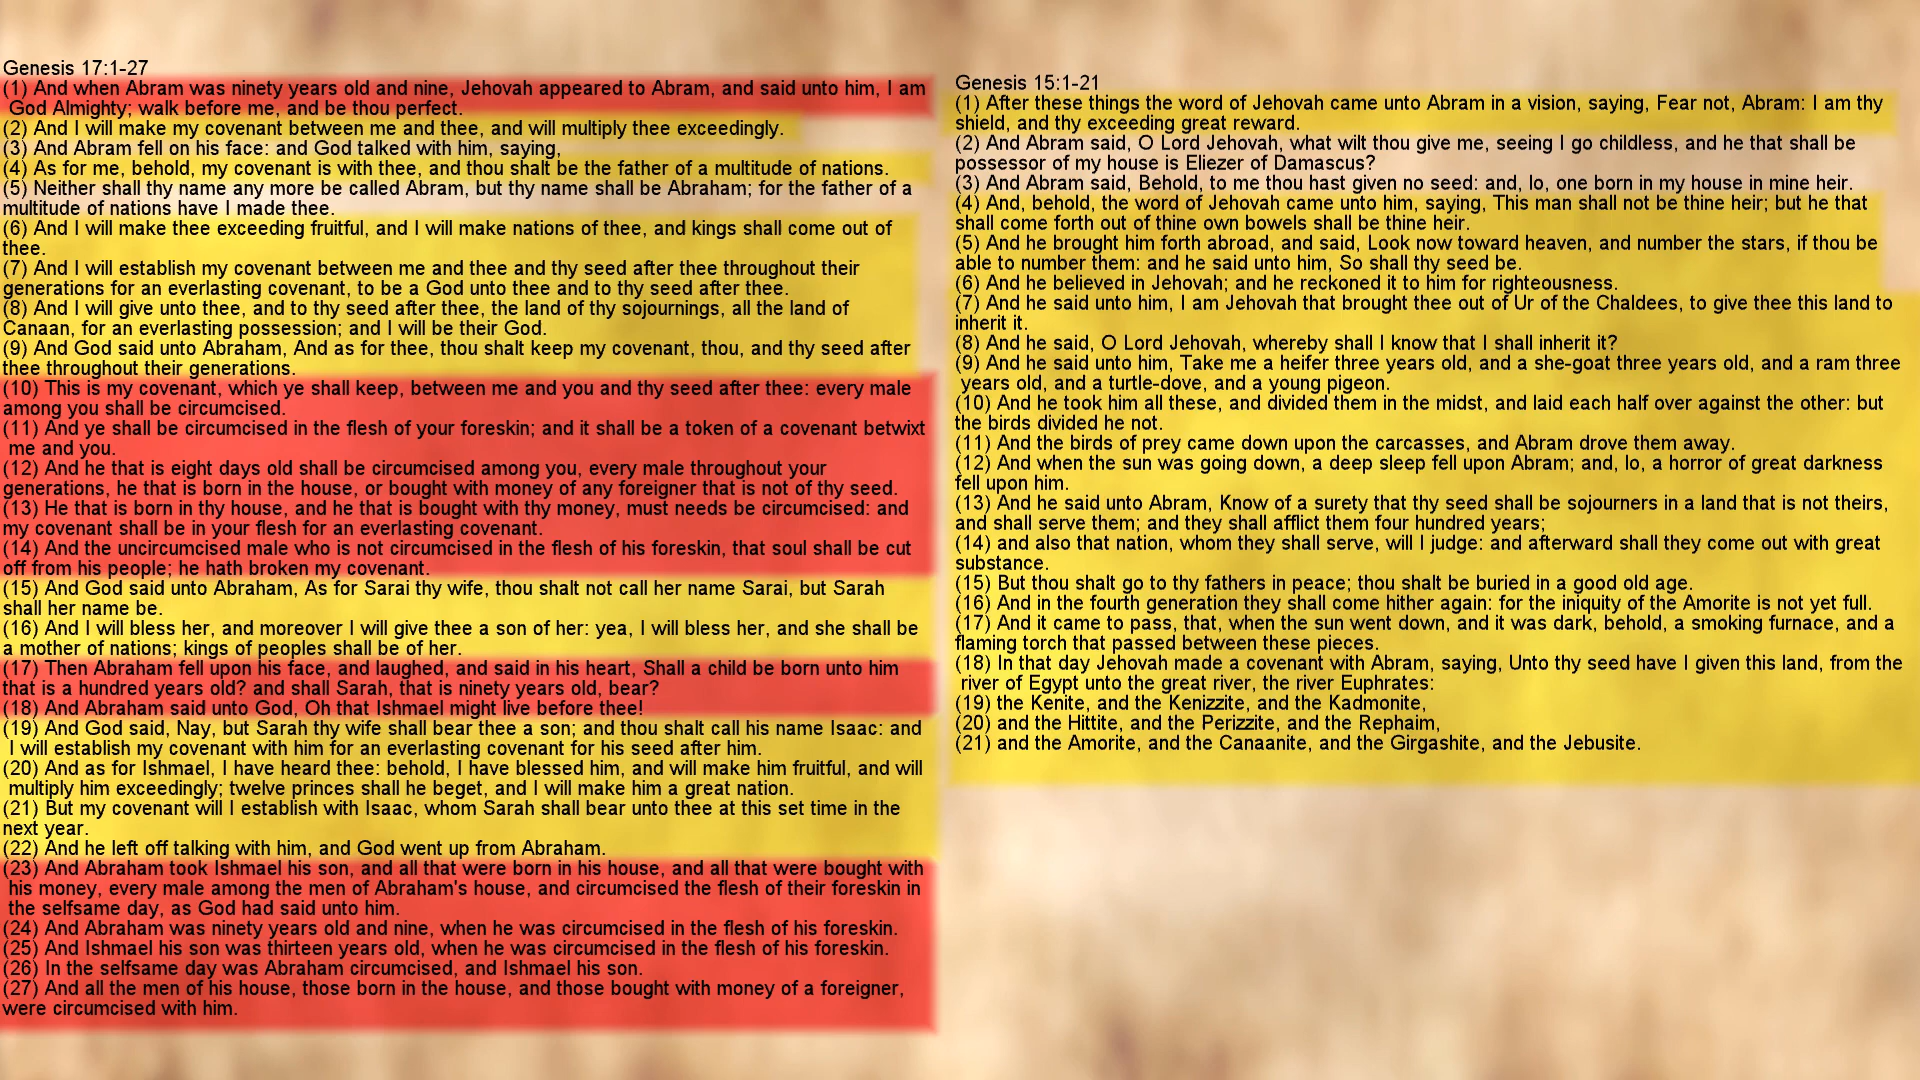 Genesis 17:1-27
(1) And when Abram was ninety years old and nine, Jehovah appeared to Abram, and said unto him, I am
God Almighty; walk before me, and be thou perfect.
(2) And I will make my covenant between me and thee, and will multiply thee exceedingly.
(3) And Abram fell on his face: and God talked with him, saying,
(4) As for me, behold, my covenant is with thee, and thou shalt be the father of a multitude of nations.
(5) Neither shall thy name any more be called Abram, but thy name shall be Abraham; for the father of a
multitude of nations have I made thee.
(6) And I will make thee exceeding fruitful, and I will make nations of thee, and kings shall come out of
thee.
(7) And I will establish my covenant between me and thee and thy seed after thee throughout their
generations for an everlasting covenant, to be a God unto thee and to thy seed after thee.
(8) And I will give unto thee, and to thy seed after thee, the land of thy sojournings, all the land of
Canaan, for an everlasting possession; and I will be their God.
(9) And God said unto Abraham, And as for thee, thou shalt keep my covenant, thou, and thy seed after
thee throughout their generations.
(10) This is my covenant, which ye shall keep, between me and you and thy seed after thee: every male
among you shall be circumcised.
(11) And ye shall be circumcised in the flesh of your foreskin; and it shall be a token of a covenant betwixt
me and you.
(12) And he that is eight days old shall be circumcised among you, every male throughout your
generations, he that is born in the house, or bought with money of any foreigner that is not of thy seed.
(13) He that is born in thy house, and he that is bought with thy money, must needs be circumcised: and
my covenant shall be in your flesh for an everlasting covenant.
(14) And the uncircumcised male who is not circumcised in the flesh of his foreskin, that soul shall be cut
off from his people; he hath broken my covenant.
(15) And God said unto Abraham, As for Sarai thy wife, thou shalt not call her name Sarai, but Sarah
shall her name be.
(16) And I will bless her, and moreover I will give thee a son of her: yea, I will bless her, and she shall be
a mother of nations; kings of peoples shall be of her.
(17) Then Abraham fell upon his face, and laughed, and said in his heart, Shall a child be born unto him
that is a hundred years old? and shall Sarah, that is ninety years old, bear?
(18) And Abraham said unto God, Oh that Ishmael might live before thee!
(19) And God said, Nay, but Sarah thy wife shall bear thee a son; and thou shalt call his name Isaac: and
I will establish my covenant with him for an everlasting covenant for his seed after him.
(20) And as for Ishmael, I have heard thee: behold, I have blessed him, and will make him fruitful, and will
multiply him exceedingly; twelve princes shall he beget, and I will make him a great nation.
(21) But my covenant will I establish with Isaac, whom Sarah shall bear unto thee at this set time in the
next year.
(22) And he left off talking with him, and God went up from Abraham.
(23) And Abraham took Ishmael his son, and all that were born in his house, and all that were bought with
his money, every male among the men of Abraham's house, and circumcised the flesh of their foreskin in
the selfsame day, as God had said unto him.
(24) And Abraham was ninety years old and nine, when he was circumcised in the flesh of his foreskin.
(25) And Ishmael his son was thirteen years old, when he was circumcised in the flesh of his foreskin.
(26) In the selfsame day was Abraham circumcised, and Ishmael his son.
(27) And all the men of his house, those born in the house, and those bought with money of a foreigner,
were circumcised with him.
Genesis 15:1-21
(1) After these things the word of Jehovah came unto Abram in a vision, saying, Fear not, Abram: I am thy
shield, and thy exceeding great reward.
(2) And Abram said, O Lord Jehovah, what wilt thou give me, seeing I go childless, and he that shall be
possessor of my house is Eliezer of Damascus?
(3) And Abram said, Behold, to me thou hast given no seed: and, lo, one born in my house in mine heir.
(4) And, behold, the word of Jehovah came unto him, saying, This man shall not be thine heir; but he that
shall come forth out of thine own bowels shall be thine heir.
(5) And he brought him forth abroad, and said, Look now toward heaven, and number the stars, if thou be
able to number them: and he said unto him, So shall thy seed be.
(6) And he believed in Jehovah; and he reckoned it to him for righteousness.
(7) And he said unto him, I am Jehovah that brought thee out of Ur of the Chaldees, to give thee this land to
inherit it.
(8) And he said, O Lord Jehovah, whereby shall I know that I shall inherit it?
(9) And he said unto him, Take me a heifer three years old, and a she-goat three years old, and a ram three
years old, and a turtle-dove, and a young pigeon.
(10) And he took him all these, and divided them in the midst, and laid each half over against the other: but
the birds divided he not.
(11) And the birds of prey came down upon the carcasses, and Abram drove them away.
(12) And when the sun was going down, a deep sleep fell upon Abram; and, lo, a horror of great darkness
fell upon him.
(13) And he said unto Abram, Know of a surety that thy seed shall be sojourners in a land that is not theirs,
and shall serve them; and they shall afflict them four hundred years;
(14) and also that nation, whom they shall serve, will I judge: and afterward shall they come out with great
substance.
(15) But thou shalt go to thy fathers in peace; thou shalt be buried in a good old age.
(16) And in the fourth generation they shall come hither again: for the iniquity of the Amorite is not yet full.
(17) And it came to pass, that, when the sun went down, and it was dark, behold, a smoking furnace, and a
flaming torch that passed between these pieces.
(18) In that day Jehovah made a covenant with Abram, saying, Unto thy seed have I given this land, from the
river of Egypt unto the great river, the river Euphrates:
(19) the Kenite, and the Kenizzite, and the Kadmonite,
(20) and the Hittite, and the Perizzite, and the Rephaim,
(21) and the Amorite, and the Canaanite, and the Girgashite, and the Jebusite.